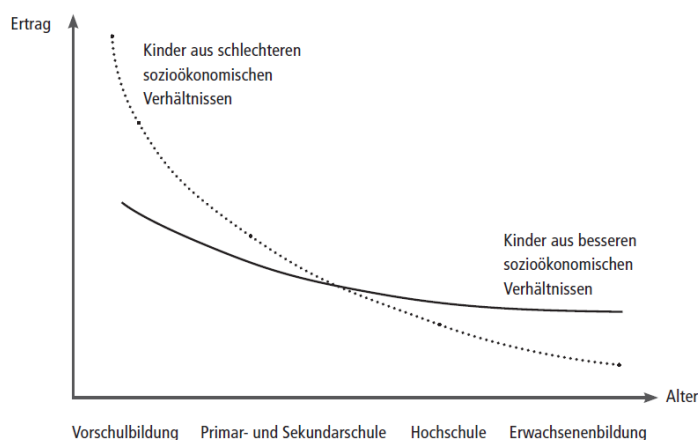 Ertrag
Kinder aus schlechteren
sozioökonomischen
Verhältnissen
Kinder aus besseren
sozioökonomischen
Verhältnissen
Alter
Vorschulbildung Primar- und Sekundarschule Hochschule Erwachsenenbildung